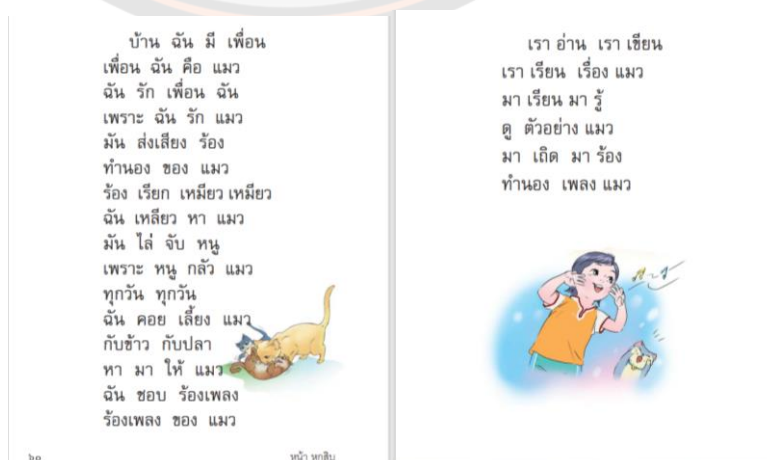 บ้าน ฉัน มี เพื่อน
เพื่อน ฉัน คือ แมว
ฉัน รัก เพื่อน ฉัน
เพราะ ฉัน รัก แมว
มัน ส่งเสียง ร้อง
ทำนอง ของ แมว
ร้อง เรียก เหมียว เหมียว
ฉัน เหลียว หา แมว
มัน ไล่ จับ หนู
เพราะ หนู กลัว แมว
ทุกวัน ทุกวัน
ฉัน คอย เลี้ยง แมว
กับข้าว กับปลา
หา มา ให้ แมว
ฉัน ชอบ ร้องเพลง
ร้องเพลง ของ แมว
๖๐ หน้า หกสิบ
เรา อ่าน เรา เขียน
เรา เรียน เรื่อง แมว
มา เรียน มา รู้
ดู ตัวอย่าง แมว
มา เถิด มา ร้อง
ทำนอง เพลง แมว